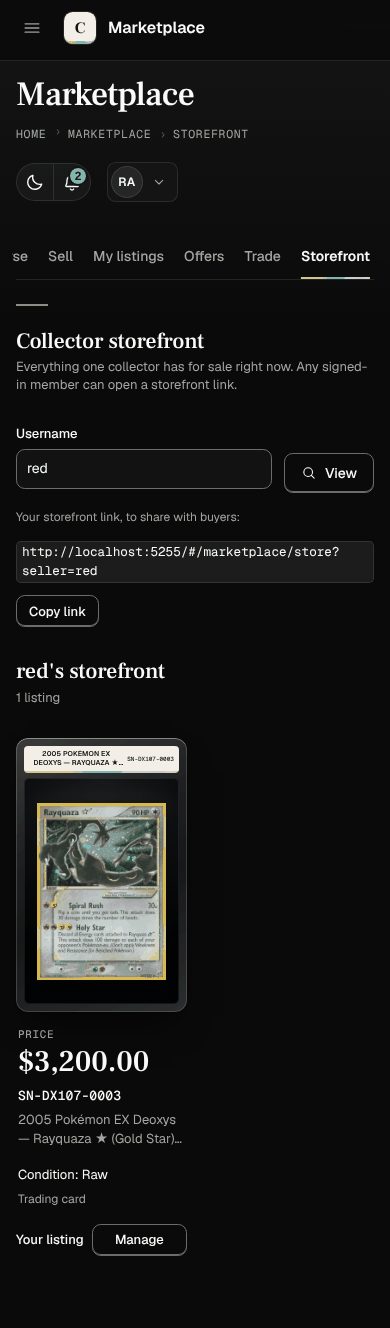 C Marketplace
Marketplace
HOME › MARKETPLACE › STOREFRONT
2 RA
se Sell My listings Offers Trade Storefront
Collector storefront
Everything one collector has for sale right now. Any signed-
in member can open a storefront link.
Username
red View
Your storefront link, to share with buyers:
http://localhost:5255/#/marketplace/store?
seller=red
Copy link
red's storefront
1 listing
2005 POKÉMON EX
DEOXYS — RAYQUAZA ★… SN-DX107-0003
Rayquaza ☆ 90 HP
Spiral Rush 30x
Holy Star
PRICE
$3,200.00
SN-DX107-0003
2005 Pokémon EX Deoxys
— Rayquaza ★ (Gold Star)…
Condition: Raw
Trading card
Your listing Manage